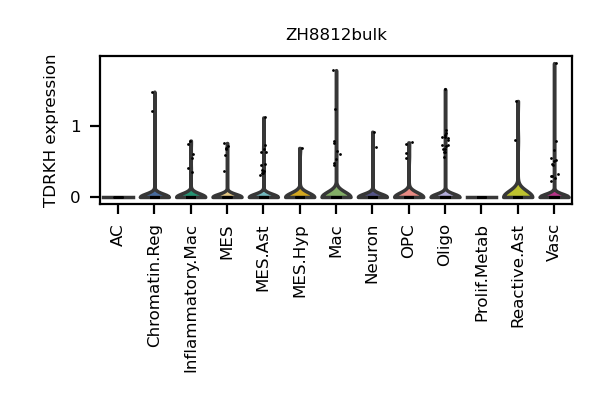 ZH8812bulk
TDRKH expression
1
0
AC
Chromatin.Reg
Inflammatory.Mac
MES
MES.Ast
MES.Hyp
Mac
Neuron
OPC
Oligo
Prolif.Metab
Reactive.Ast
Vasc